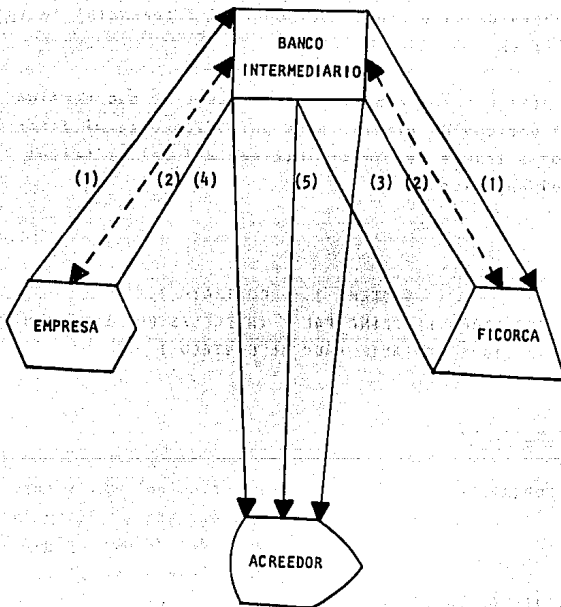 BANCO
INTERMEDIARIO
(1) (2) (4) (5) (3) (2) (1)
EMPRESA
FICORCA
ACREEDOR